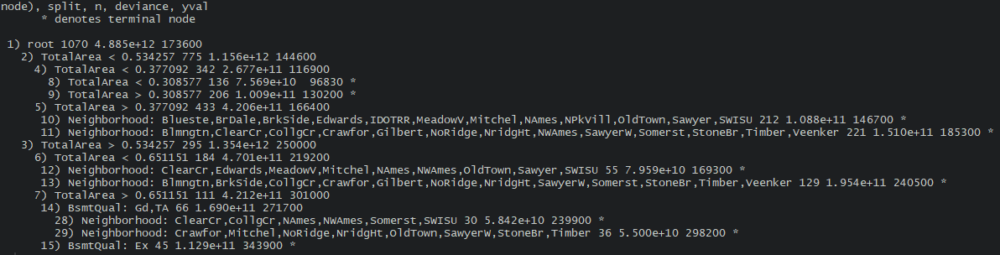 node), split, n, deviance, yval
      * denotes terminal node

 1) root 1070 4.885e+12 173600
   2) TotalArea < 0.534257 775 1.156e+12 144600
     4) TotalArea < 0.377092 342 2.677e+11 116900
       8) TotalArea < 0.308577 136 7.569e+10  96830 *
       9) TotalArea > 0.308577 206 1.009e+11 130200 *
     5) TotalArea > 0.377092 433 4.206e+11 166400
      10) Neighborhood: Blueste,BrDale,BrkSide,Edwards,IDOTRR,MeadowV,Mitchel,NAmes,NPkVill,OldTown,Sawyer,SWISU 212 1.088e+11 146700 *
      11) Neighborhood: Blmngtn,ClearCr,CollgCr,Crawfor,Gilbert,NoRidge,NridgHt,NWAmes,SawyerW,Somerst,StoneBr,Timber,Veenker 221 1.510e+11 185300 *
   3) TotalArea > 0.534257 295 1.354e+12 250000
     6) TotalArea < 0.651151 184 4.701e+11 219200
      12) Neighborhood: ClearCr,Edwards,MeadowV,Mitchel,NAmes,NWAmes,OldTown,Sawyer,SWISU 55 7.959e+10 169300 *
      13) Neighborhood: Blmngtn,BrkSide,CollgCr,Crawfor,Gilbert,NoRidge,NridgHt,SawyerW,Somerst,StoneBr,Timber,Veenker 129 1.954e+11 240500 *
     7) TotalArea > 0.651151 111 4.212e+11 301000
      14) BsmtQual: Gd,TA 66 1.690e+11 271700
        28) Neighborhood: ClearCr,CollgCr,NAmes,NWAmes,Somerst,SWISU 30 5.842e+10 239900 *
        29) Neighborhood: Crawfor,Mitchel,NoRidge,NridgHt,OldTown,SawyerW,StoneBr,Timber 36 5.500e+10 298200 *
      15) BsmtQual: Ex 45 1.129e+11 343900 *